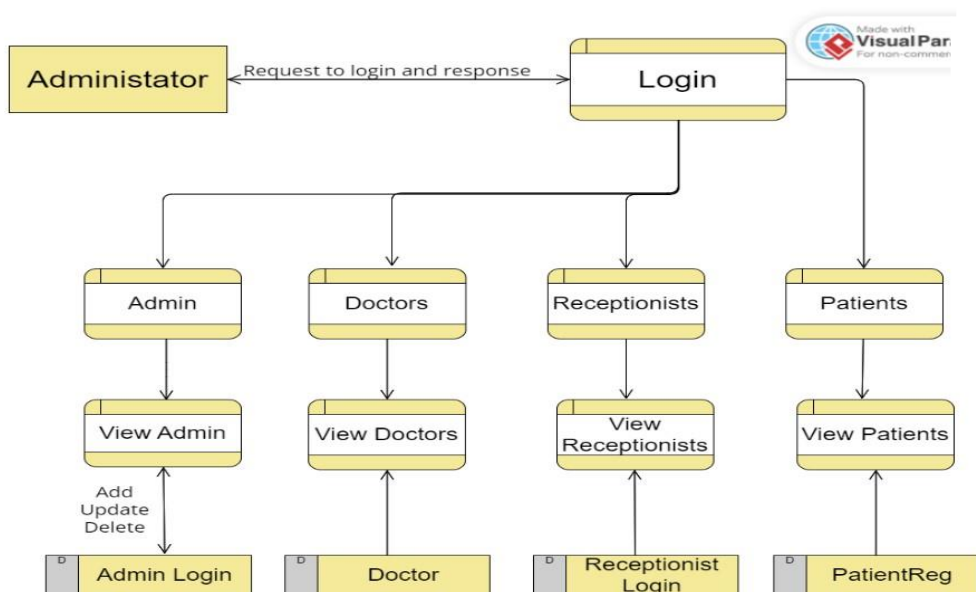 Made with
Visual Par
For non-commer
Administator
Request to login and response
Login
Admin
Doctors
Receptionists
Patients
View Admin
View Doctors
View
Receptionists
View Patients
Add
Update
Delete
D
Admin Login
D
Doctor
D
Receptionist
Login
D
PatientReg